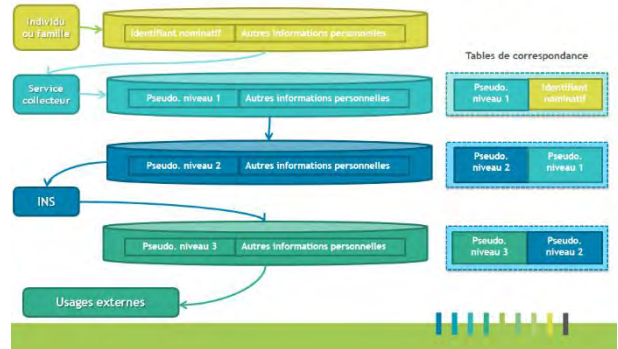 Individu
ou famille
Identifiant nominatif
Autres informations personnelles
Tables de correspondance
Service
collecteur
Pseudo. niveau 1
Autres informations personnelles
Pseudo.
niveau 1
Identifiant
nominatif
Pseudo. niveau 2
Autres informations personnelles
Pseudo.
niveau 2
Pseudo.
niveau 1
INS
Pseudo. niveau 3
Autres informations personnelles
Pseudo.
niveau 3
Pseudo.
niveau 2
Usages externes